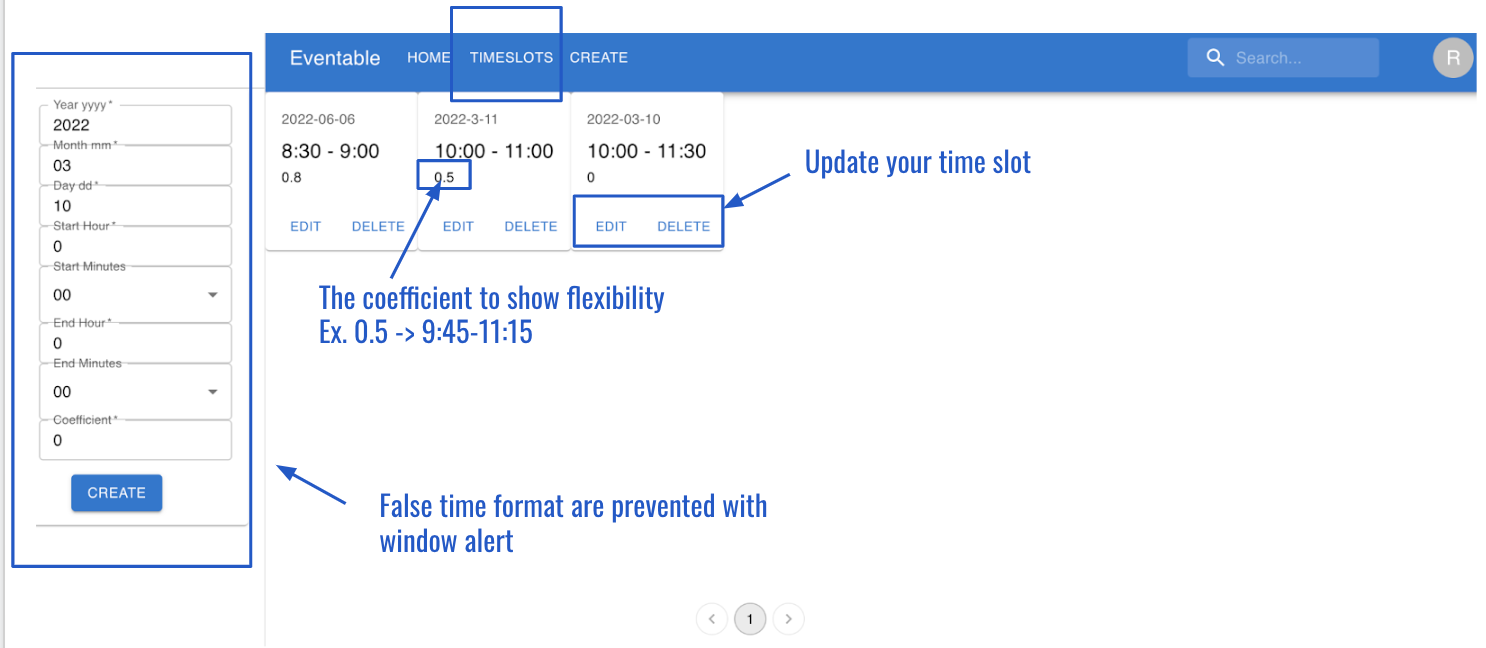 Eventable HOME TIMESLOTS CREATE Search... R
Year yyyy *
2022
Month mm *
03
Day dd *
10
Start Hour *
0
Start Minutes
00
End Hour *
0
End Minutes
00
Coefficient *
0
CREATE
2022-06-06
8:30 - 9:00
0.8
EDIT DELETE
2022-3-11
10:00 - 11:00
0.5
EDIT DELETE
2022-03-10
10:00 - 11:30
0
EDIT DELETE
Update your time slot
The coefficient to show flexibility
Ex. 0.5 -> 9:45-11:15
False time format are prevented with
window alert
1